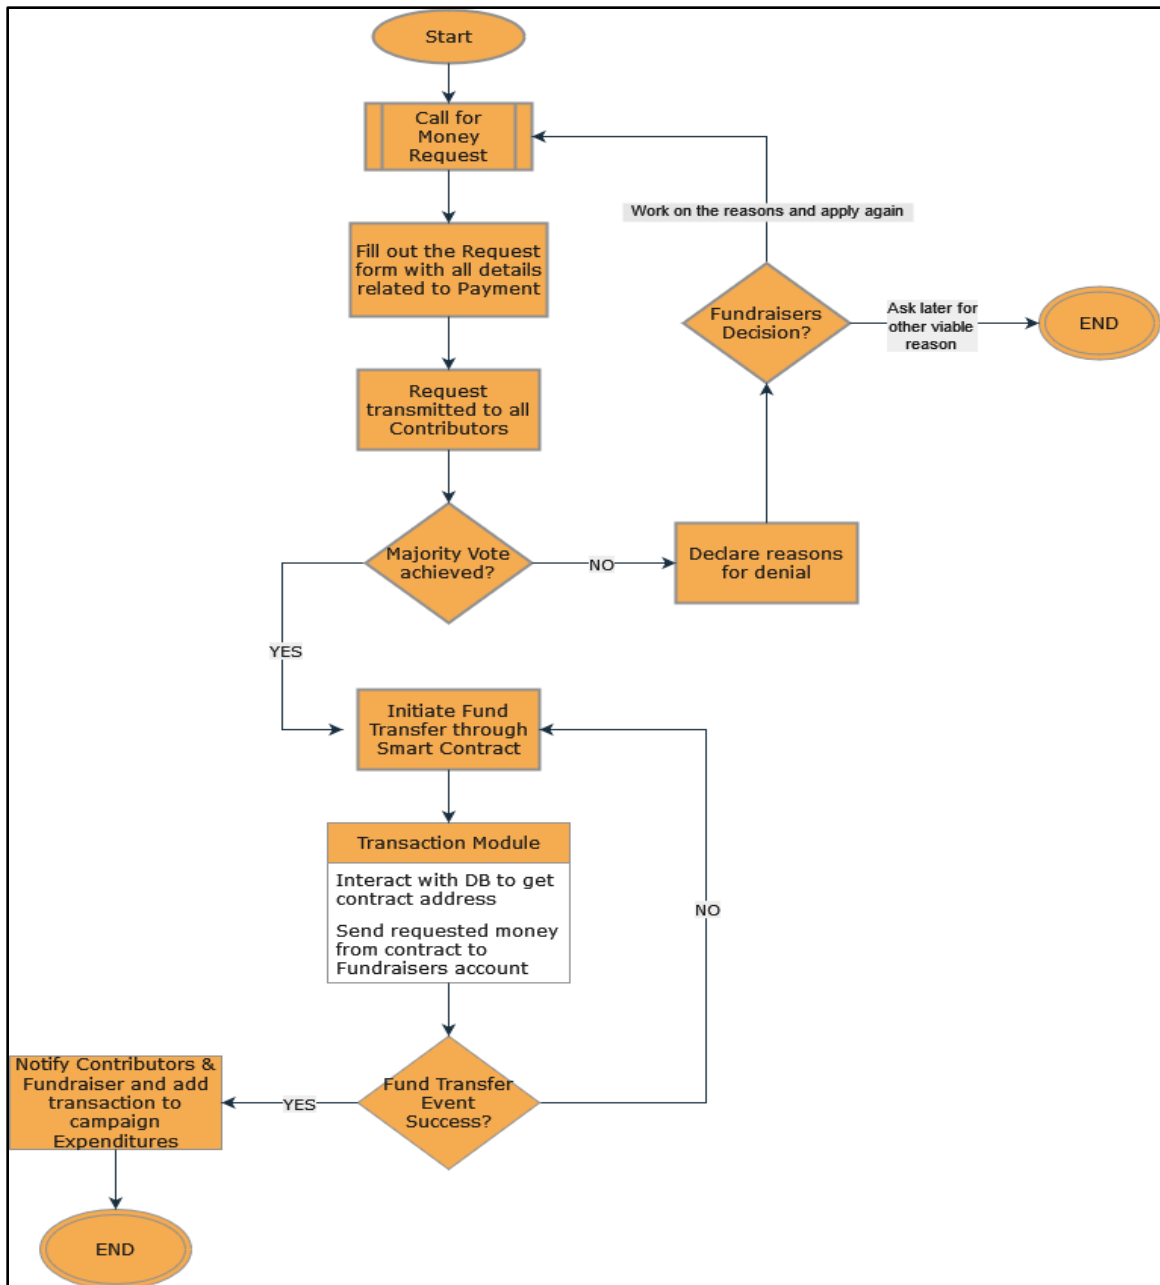 Start
Call for
Money
Request
Work on the reasons and apply again
Fill out the Request
form with all details
related to Payment
Fundraisers
Decision?
Ask later for
other viable
reason
END
Request
transmitted to all
Contributors
Majority Vote
achieved?
NO
Declare reasons
for denial
YES
Initiate Fund
Transfer through
Smart Contract
Transaction Module
Interact with DB to get
contract address
Send requested money
from contract to
Fundraisers account
NO
Fund Transfer
Event
Success?
YES
Notify Contributors &
Fundraiser and add
transaction to
campaign
Expenditures
END